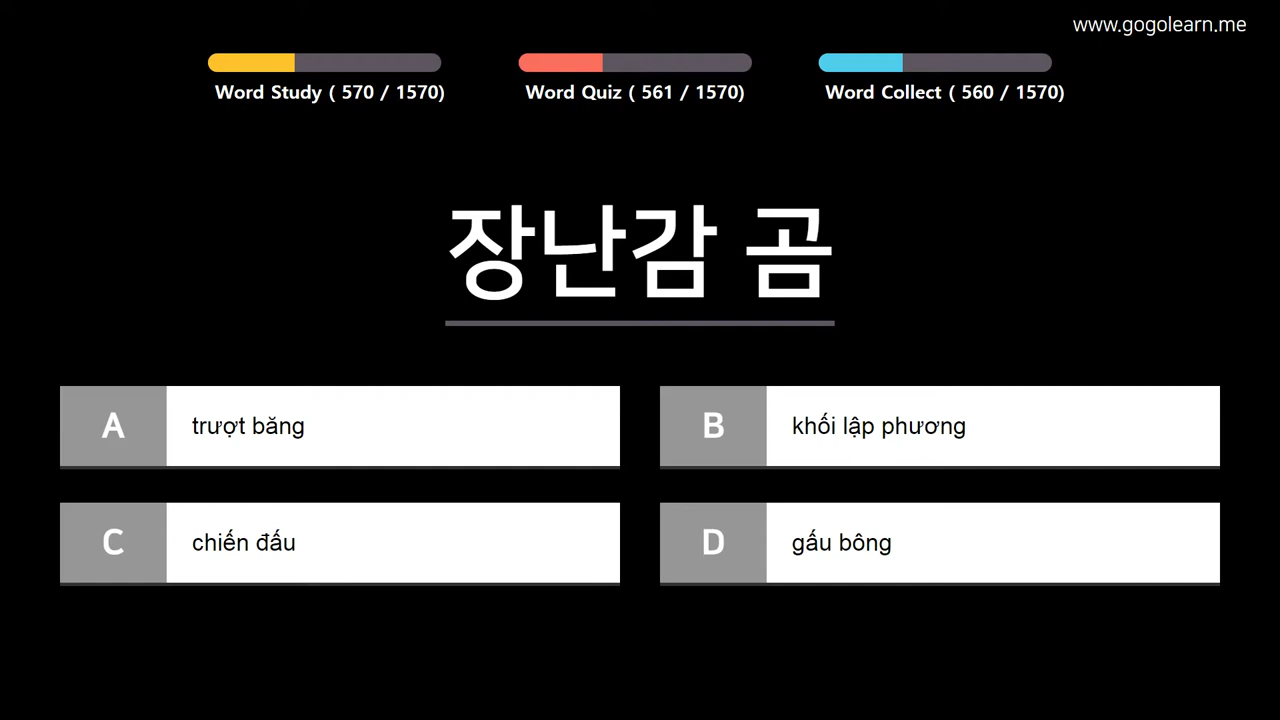 www.gogolearn.me
Word Study ( 570 / 1570)
Word Quiz ( 561 / 1570)
Word Collect ( 560 / 1570)
장난감 곰
A
trượt băng
B
khối lập phương
C
chiến đấu
D
gấu bông